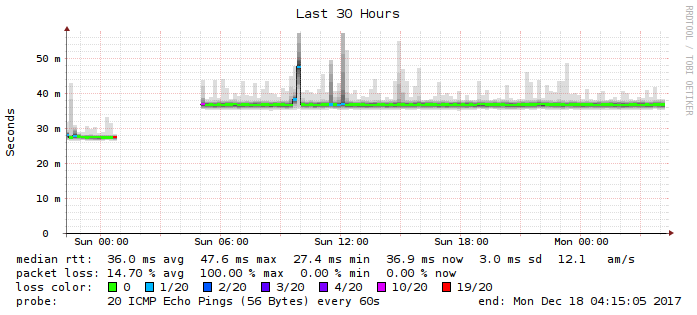 Last 30 Hours
RRDTOOL / TOBI OETIKER
Seconds
50 m
40 m
30 m
20 m
10 m
0
Sun 00:00 Sun 06:00 Sun 12:00 Sun 18:00 Mon 00:00
median rtt: 36.0 ms avg 47.6 ms max 27.4 ms min 36.9 ms now 3.0 ms sd 12.1 am/s
packet loss: 14.70 % avg 100.00 % max 0.00 % min 0.00 % now
loss color: 0 1/20 2/20 3/20 4/20 10/20 19/20
probe: 20 ICMP Echo Pings (56 Bytes) every 60s end: Mon Dec 18 04:15:05 2017